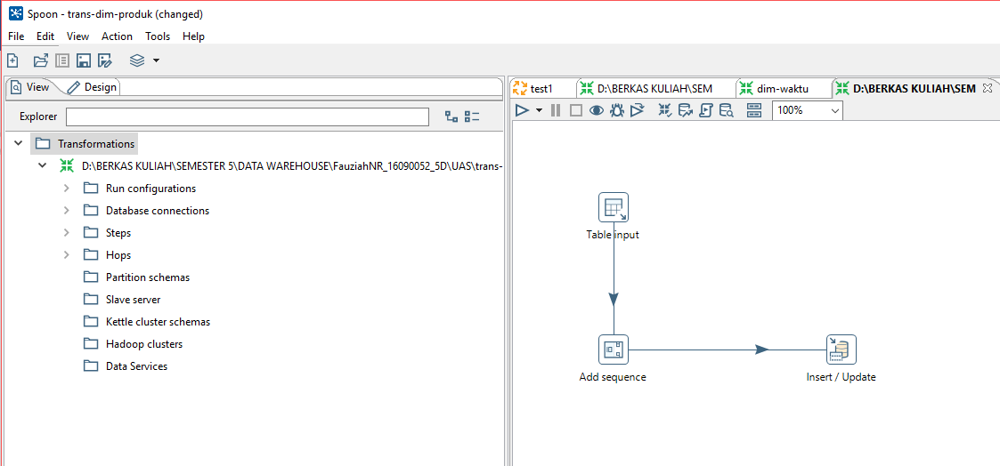 Spoon - trans-dim-produk (changed)
File Edit View Action Tools Help
View Design
Explorer
Transformations
D:\BERKAS KULIAH\SEMESTER 5\DATA WAREHOUSE\FauziahNR_16090052_5D\UAS\trans-
Run configurations
Database connections
Steps
Hops
Partition schemas
Slave server
Kettle cluster schemas
Hadoop clusters
Data Services
test1 D:\BERKAS KULIAH\SEM dim-waktu D:\BERKAS KULIAH\SEM
100%
Table input
Add sequence
Insert / Update